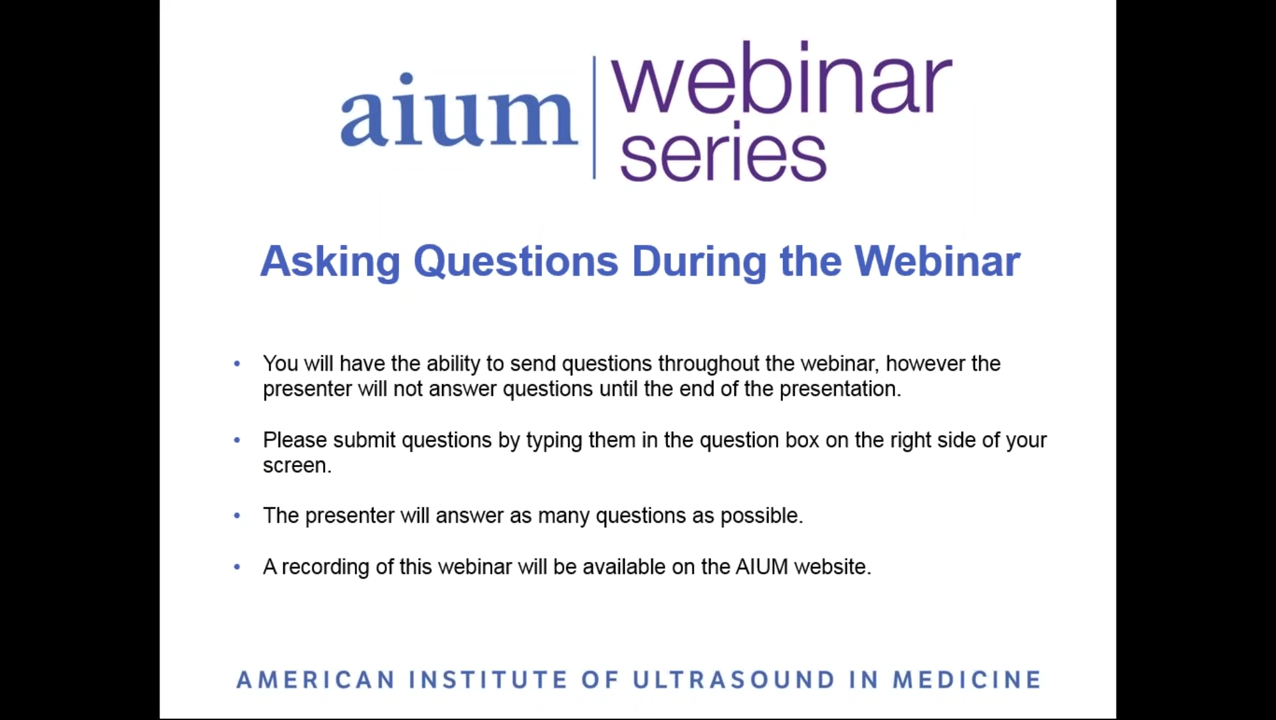 aium
webinar
series
Asking Questions During the Webinar
• You will have the ability to send questions throughout the webinar, however the
presenter will not answer questions until the end of the presentation.
• Please submit questions by typing them in the question box on the right side of your
screen.
• The presenter will answer as many questions as possible.
• A recording of this webinar will be available on the AIUM website.
AMERICAN INSTITUTE OF ULTRASOUND IN MEDICINE